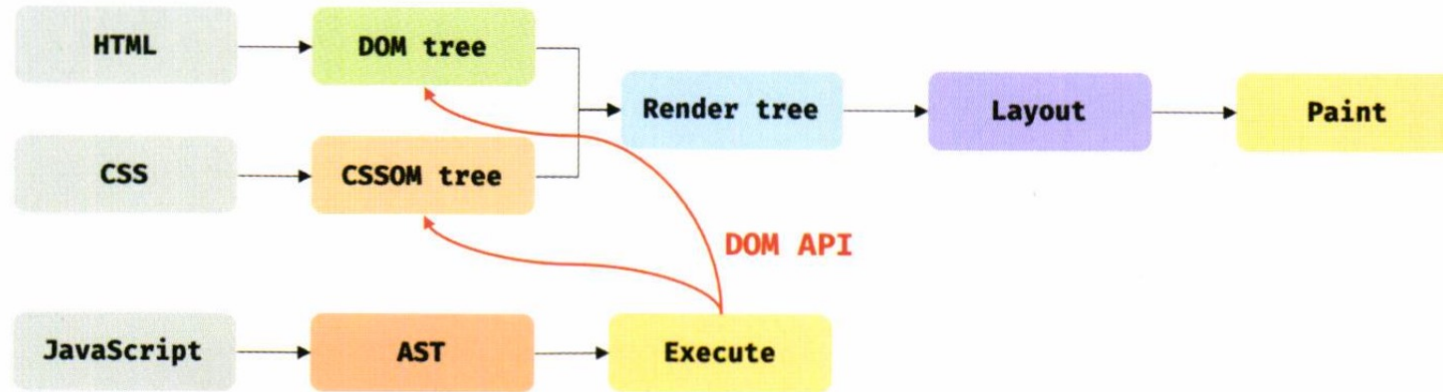 HTML
DOM tree
Render tree
Layout
Paint
CSS
CSSOM tree
DOM API
JavaScript
AST
Execute